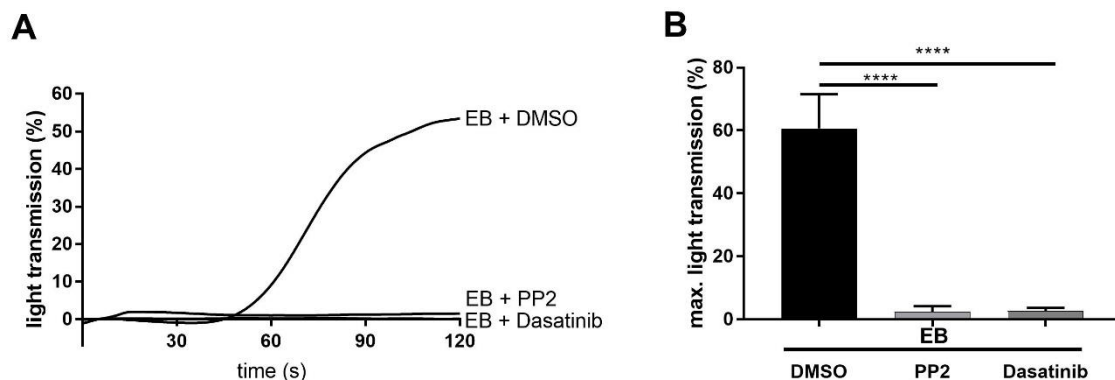 A
light transmission (%)
60
50
40
30
20
10
0
30
60
90
120
time (s)
EB + DMSO
EB + PP2
EB + Dasatinib
B
max. light transmission (%)
80
60
40
20
0
****
****
EB
DMSO PP2 Dasatinib